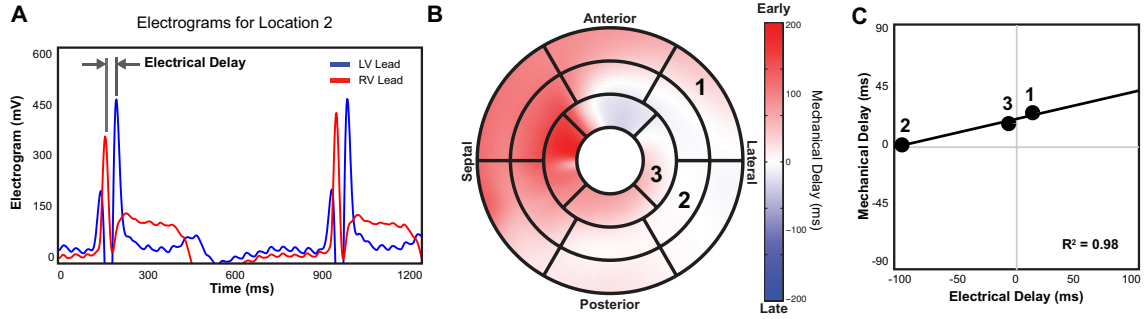 A
Electrograms for Location 2
Electrical Delay
LV Lead
RV Lead
600
450
300
150
0
Electrogram (mV)
0 300 600 900 1200
Time (ms)
B
Anterior
Septal
Lateral
Posterior
1
2
3
Early
200
100
0
−100
−200
Late
Mechanical Delay (ms)
C
90
45
0
-45
-90
Mechanical Delay (ms)
2
3
1
R² = 0.98
-100 -50 0 50 100
Electrical Delay (ms)